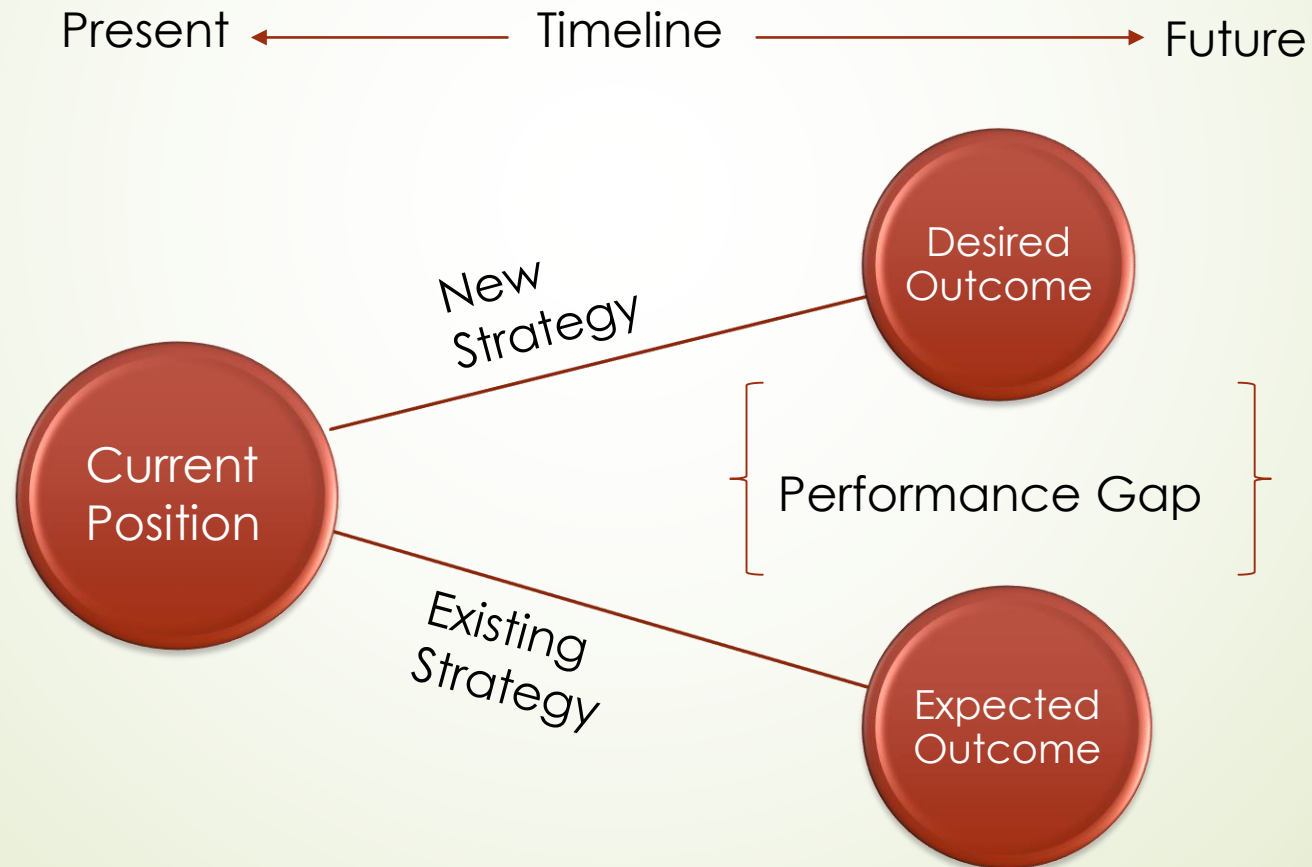 Present
Timeline
Future
New
Strategy
Desired
Outcome
Current
Position
Performance Gap
Existing
Strategy
Expected
Outcome